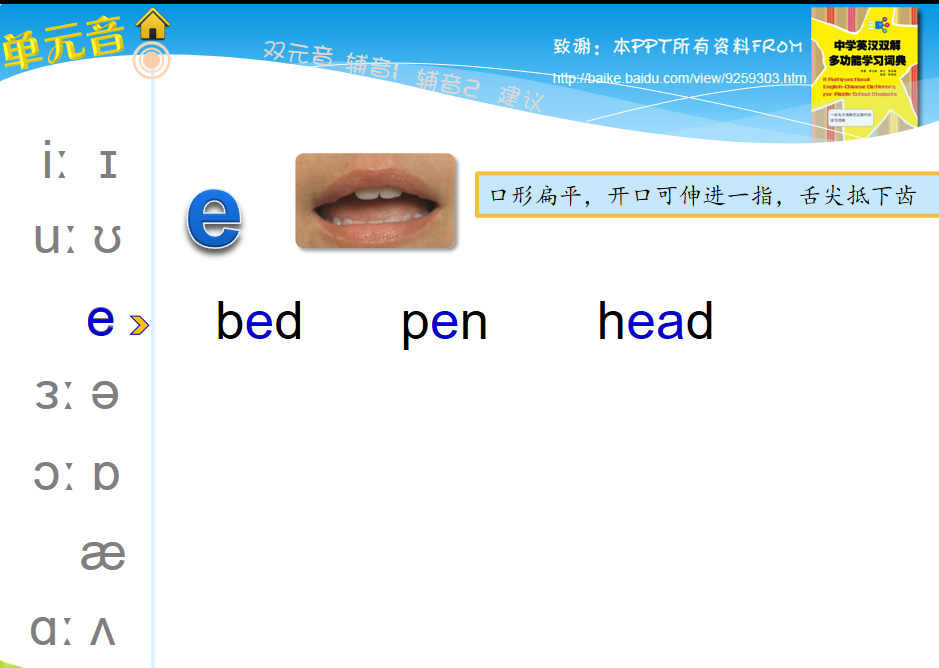 单元音
双元音 辅音1 辅音2 建议
致谢：本PPT所有资料FROM
http://baike.baidu.com/view/9259303.htm
中学英汉双解
多功能学习词典
A Multifunctional
English-Chinese Dictionary
for Middle School Students
iː ɪ
uː ʊ
e
ɜː ə
ɔː ɒ
æ
ɑː ʌ
e
口形扁平，开口可伸进一指，舌尖抵下齿
bed pen head